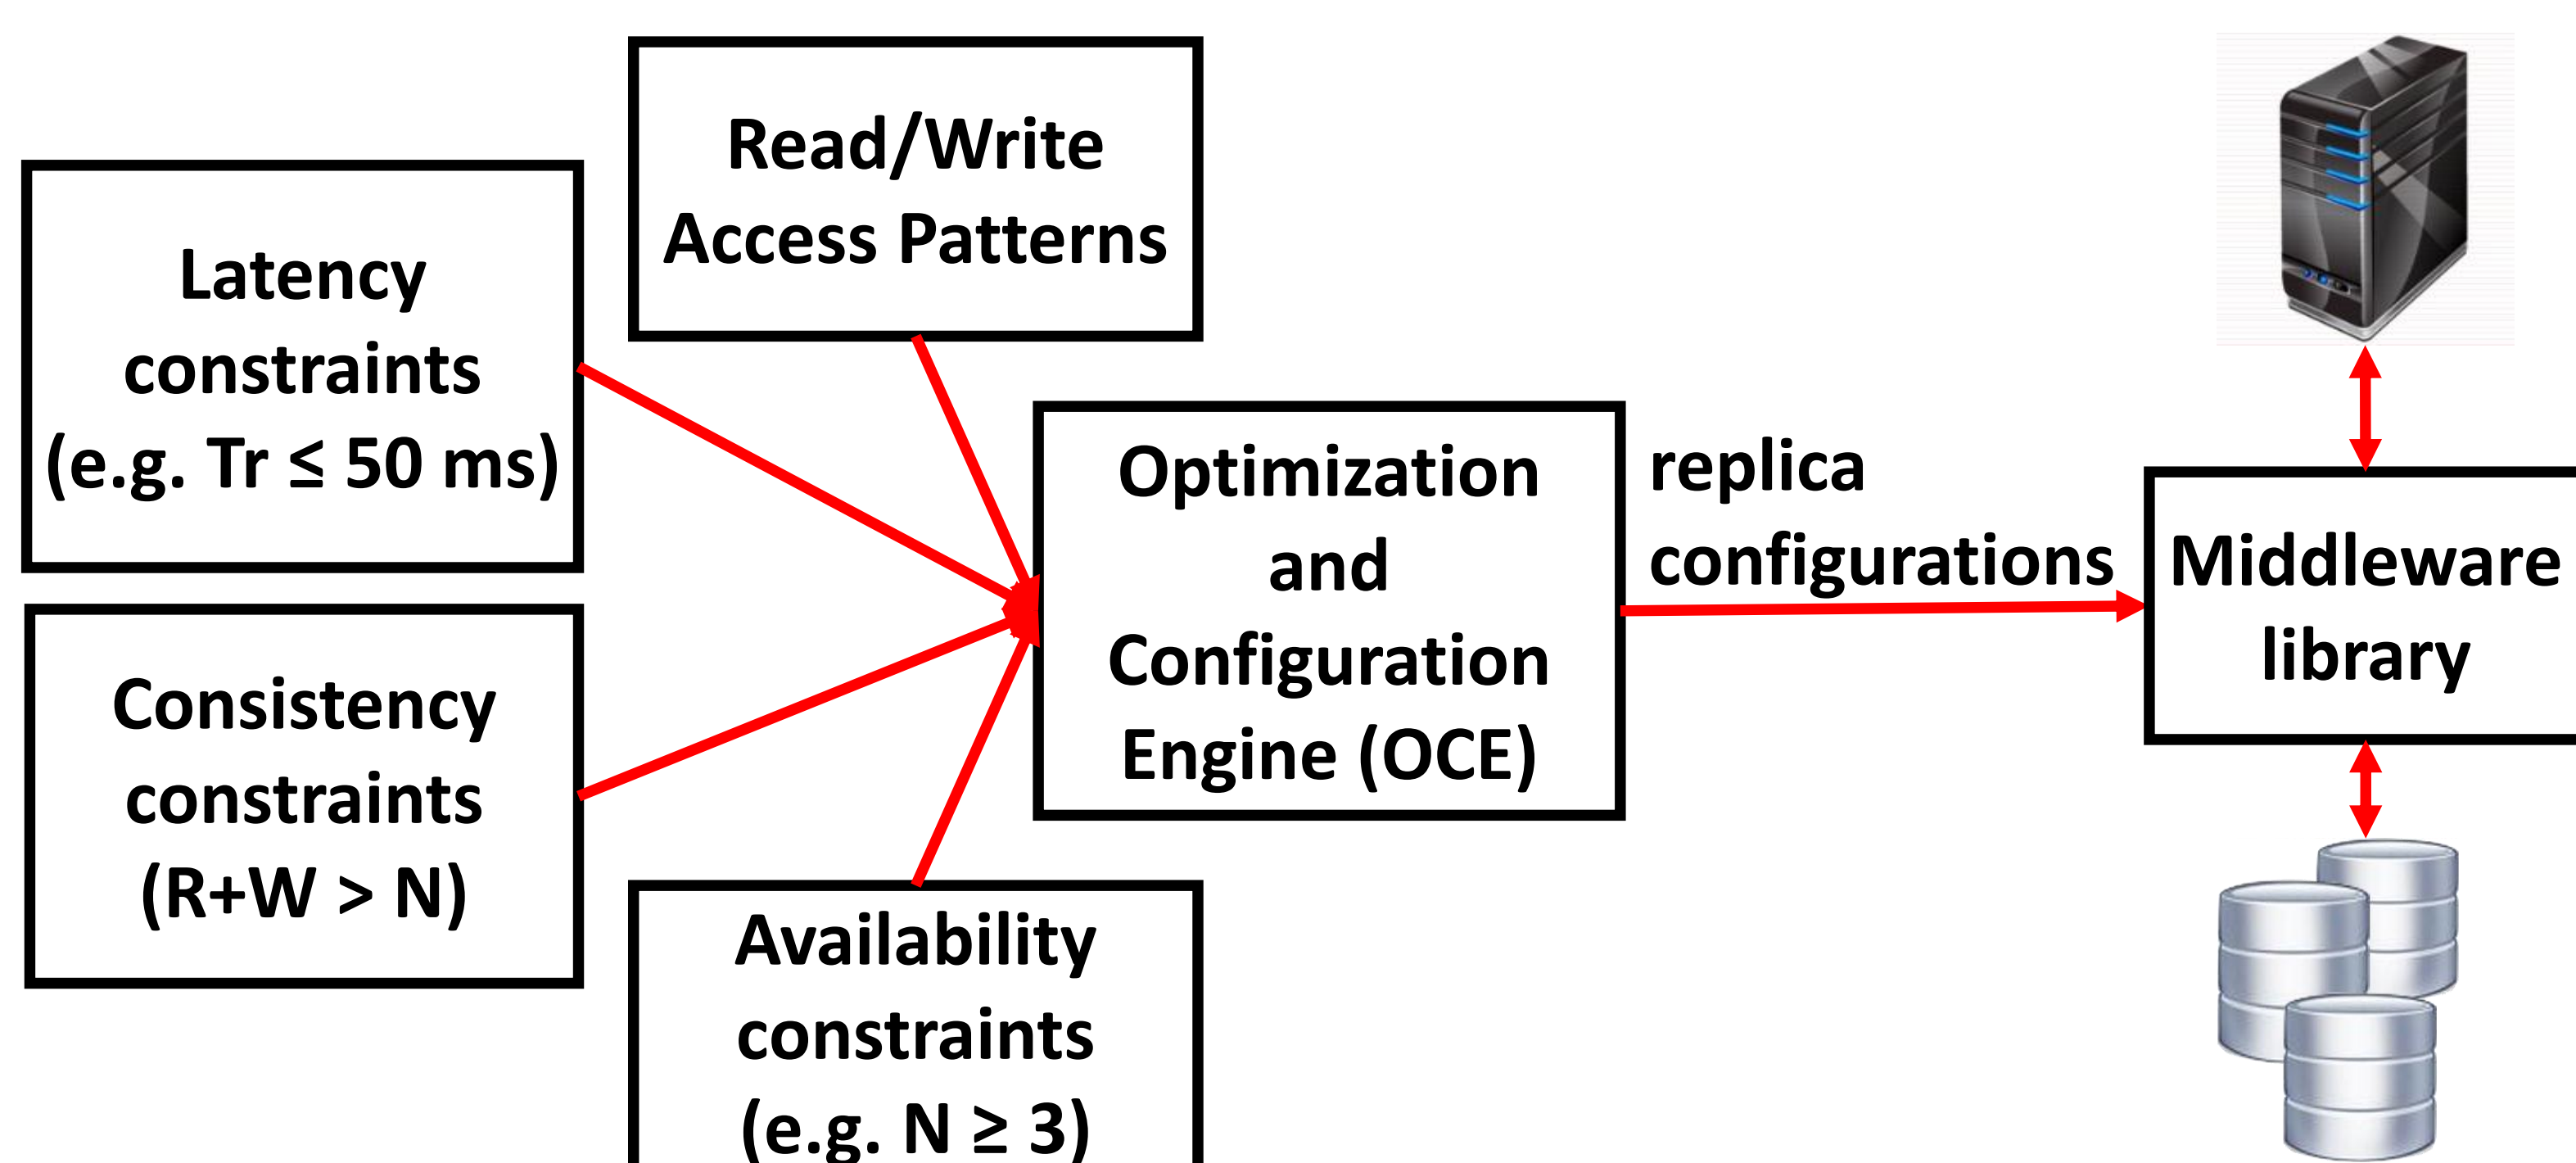 Read/Write
Access Patterns
Latency
constraints
(e.g. Tr ≤ 50 ms)
Consistency
constraints
(R+W > N)
Availability
constraints
(e.g. N ≥ 3)
Optimization
and
Configuration
Engine (OCE)
replica
configurations
Middleware
library